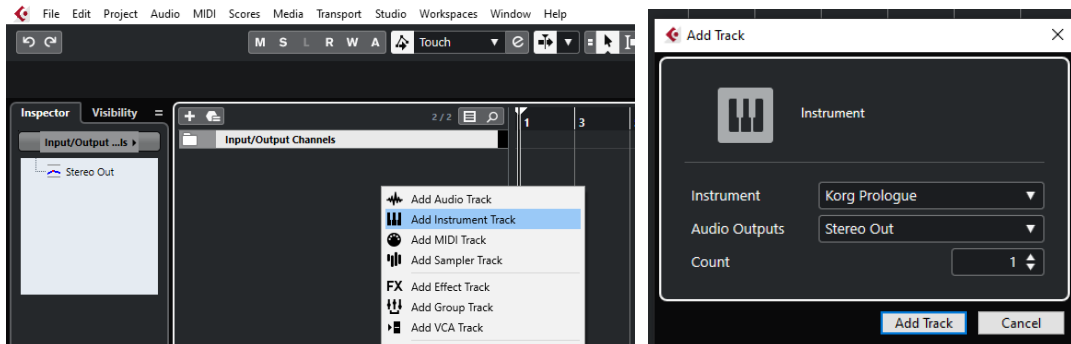 File Edit Project Audio MIDI Scores Media Transport Studio Workspaces Window Help
M S L R W A Touch
Inspector Visibility
2/2
1 3
Input/Output ...ls
Input/Output Channels
Stereo Out
Add Audio Track
Add Instrument Track
Add MIDI Track
Add Sampler Track
FX Add Effect Track
Add Group Track
Add VCA Track
Add Track
Instrument
Instrument Korg Prologue
Audio Outputs Stereo Out
Count 1
Add Track Cancel